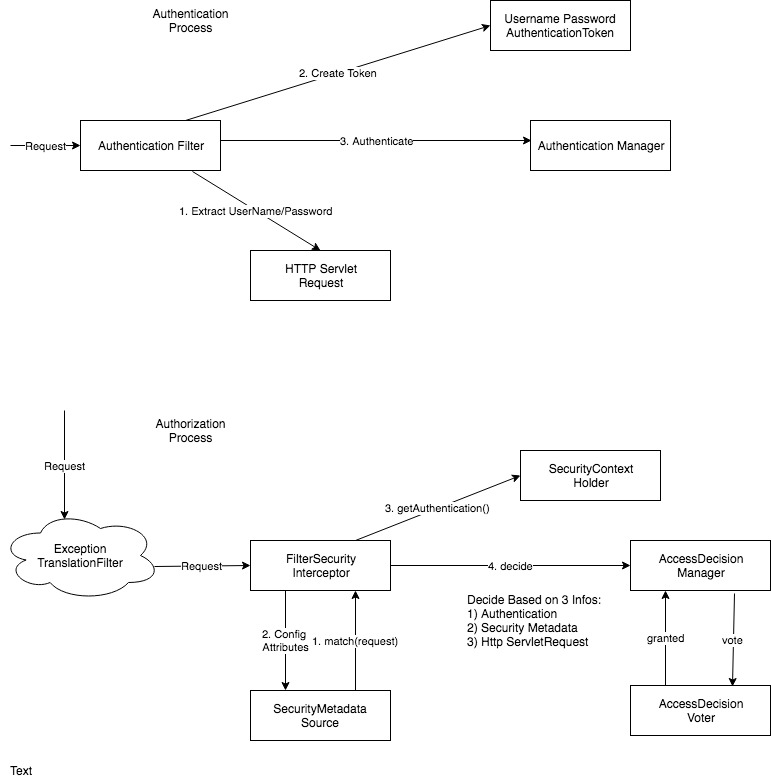 Authentication
Process
Username Password
AuthenticationToken
2. Create Token
Request
Authentication Filter
3. Authenticate
Authentication Manager
1. Extract UserName/Password
HTTP Servlet
Request
Authorization
Process
Request
SecurityContext
Holder
3. getAuthentication()
Exception
TranslationFilter
Request
FilterSecurity
Interceptor
4. decide
AccessDecision
Manager
Decide Based on 3 Infos:
1) Authentication
2) Security Metadata
3) Http ServletRequest
2. Config
Attributes
1. match(request)
granted
vote
SecurityMetadata
Source
AccessDecision
Voter
Text